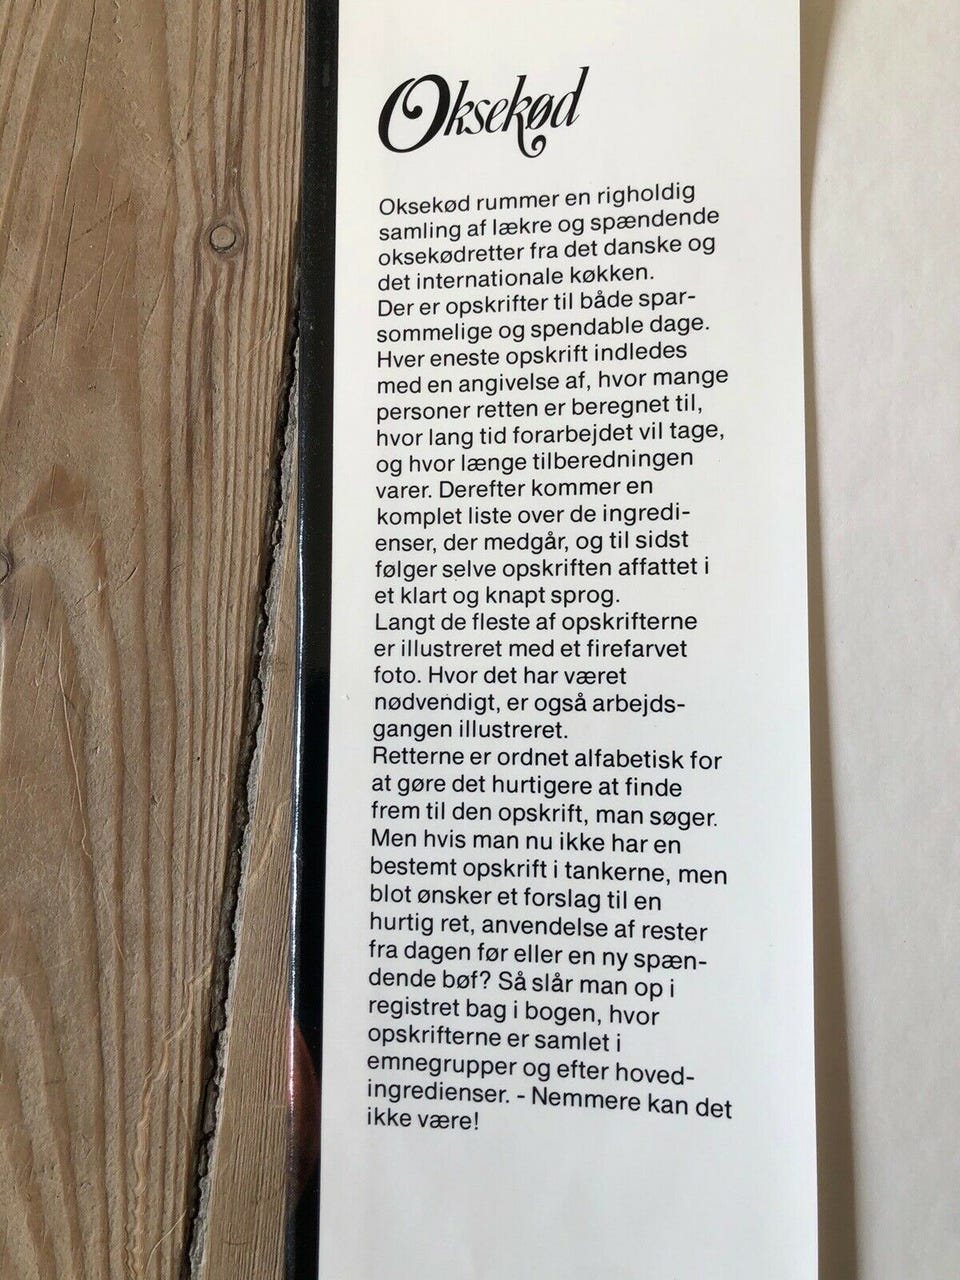 Oksekød
Oksekød rummer en righoldig
samling af lækre og spændende
oksekødretter fra det danske og
det internationale køkken.
Der er opskrifter til både spar-
sommelige og spendable dage.
Hver eneste opskrift indledes
med en angivelse af, hvor mange
personer retten er beregnet til,
hvor lang tid forarbejdet vil tage,
og hvor længe tilberedningen
varer. Derefter kommer en
komplet liste over de ingredi-
enser, der medgår, og til sidst
følger selve opskriften affattet i
et klart og knapt sprog.
Langt de fleste af opskrifterne
er illustreret med et firefarvet
foto. Hvor det har været
nødvendigt, er også arbejds-
gangen illustreret.
Retterne er ordnet alfabetisk for
at gøre det hurtigere at finde
frem til den opskrift, man søger.
Men hvis man nu ikke har en
bestemt opskrift i tankerne, men
blot ønsker et forslag til en
hurtig ret, anvendelse af rester
fra dagen før eller en ny spæn-
dende bøf? Så slår man op i
registret bag i bogen, hvor
opskrifterne er samlet i
emnegrupper og efter hoved-
ingredienser. - Nemmere kan det
ikke være!